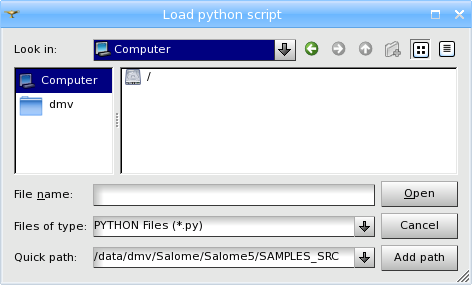 Load python script
Look in: Computer
Computer
dmv
/
File name: Open
Files of type: PYTHON Files (*.py) Cancel
Quick path: /data/dmv/Salome/Salome5/SAMPLES_SRC Add path